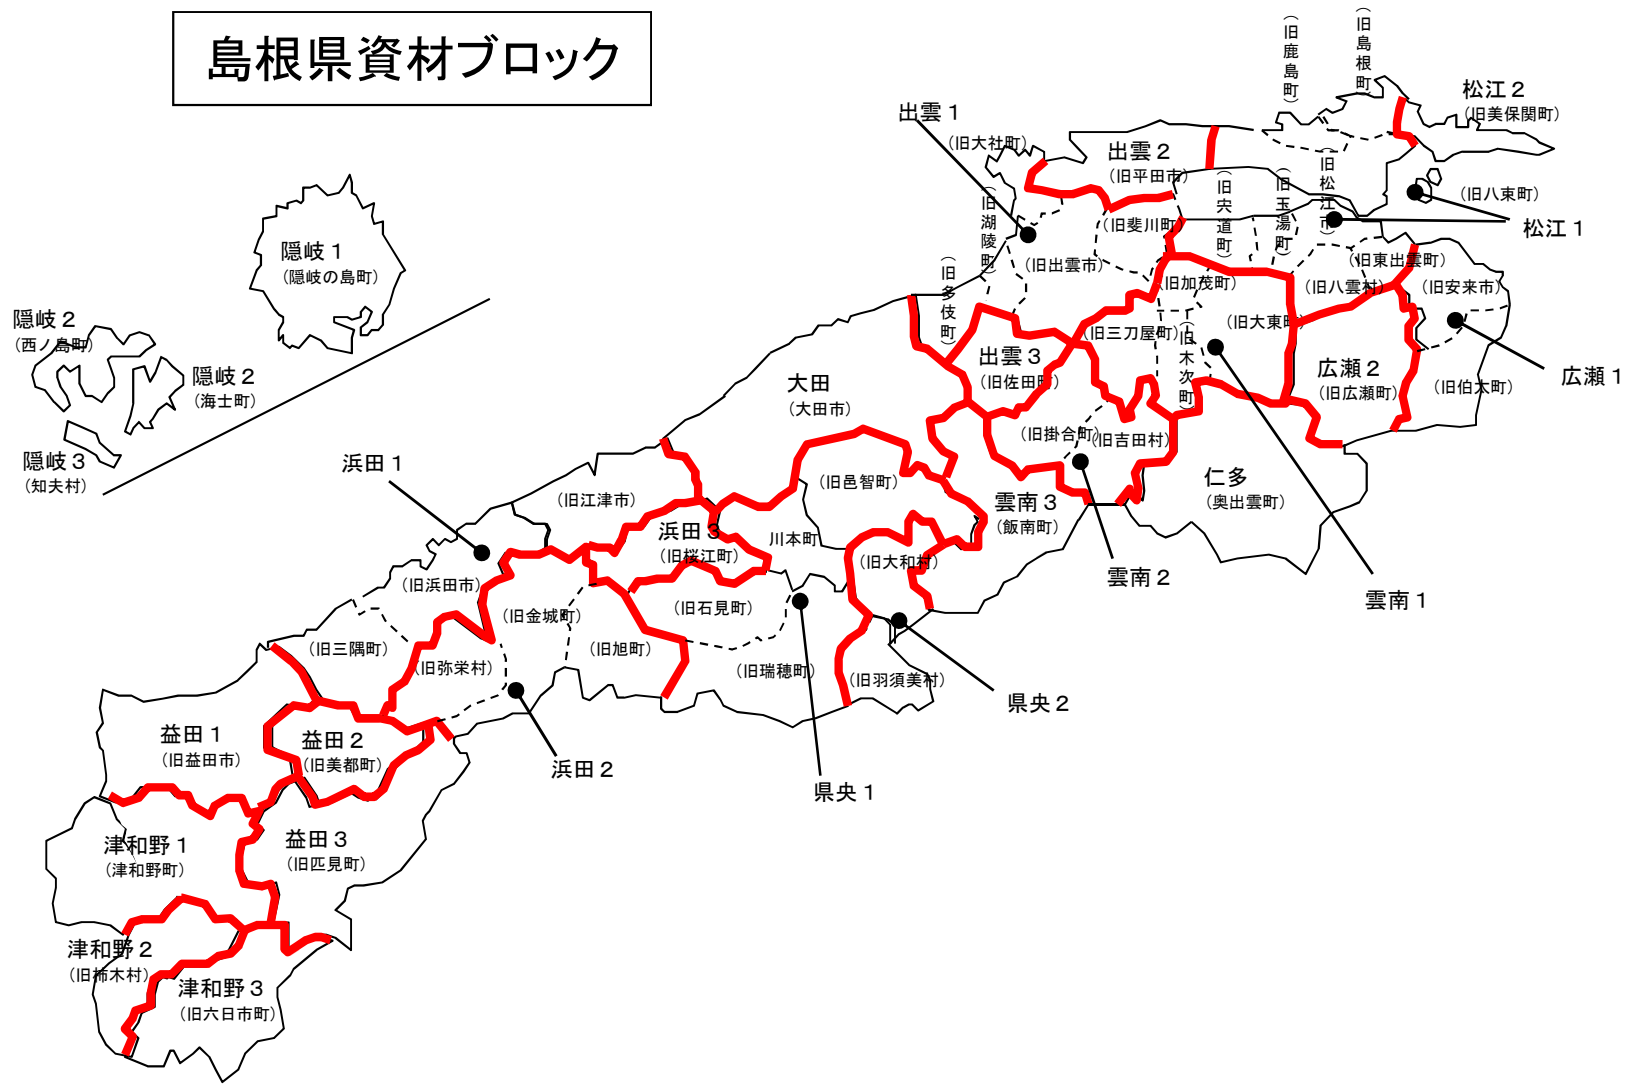 島根県資材ブロック
（旧鹿島町）
（旧島根町）
松江２
（旧美保関町）
出雲１
（旧大社町）
出雲２
（旧平田市）
（旧松江市）
（旧八束町）
松江１
（旧宍道町）
（旧玉湯町）
（旧湖陵町）
（旧斐川町）
（旧出雲市）
（旧東出雲町）
（旧八雲村）
（旧安来市）
（旧加茂町）
（旧多伎町）
（旧大東町）
（旧三刀屋町）
（旧木次町）
出雲３
（旧佐田町）
広瀬２
（旧広瀬町）
広瀬１
（旧伯太町）
隠岐１
（隠岐の島町）
隠岐２
（西ノ島町）
隠岐２
（海士町）
隠岐３
（知夫村）
大田
（大田市）
（旧掛合町）
（旧吉田村）
仁多
（奥出雲町）
浜田１
（旧江津市）
（旧邑智町）
雲南３
（飯南町）
浜田３
（旧桜江町）
川本町
（旧大和村）
雲南２
雲南１
（旧浜田市）
（旧金城町）
（旧石見町）
（旧三隅町）
（旧弥栄村）
（旧旭町）
（旧瑞穂町）
（旧羽須美村）
県央２
益田１
（旧益田市）
益田２
（旧美都町）
浜田２
県央１
津和野１
（津和野町）
益田３
（旧匹見町）
津和野２
（旧柿木村）
津和野３
（旧六日市町）